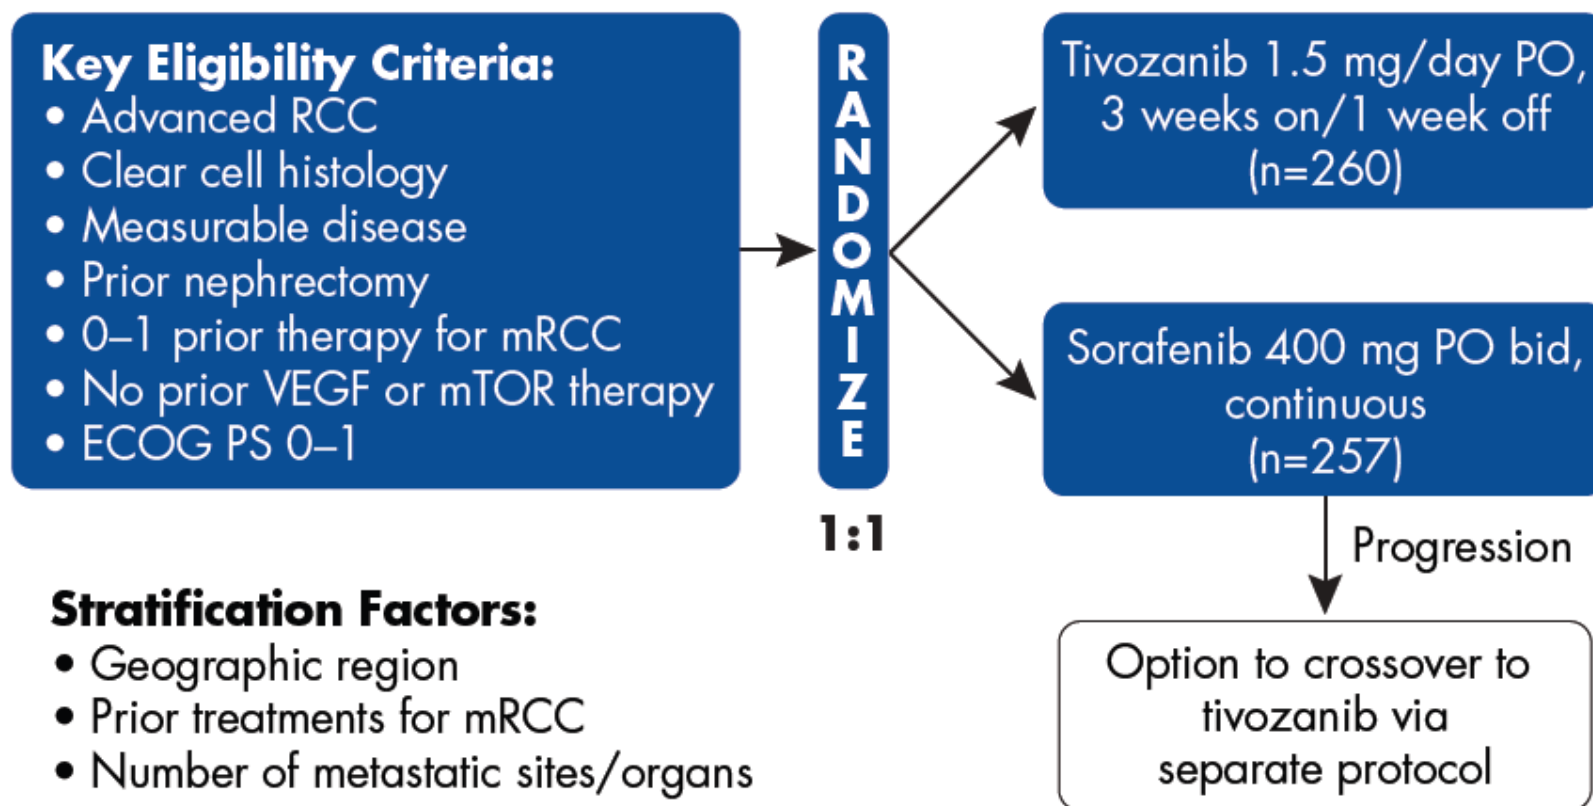 Key Eligibility Criteria:
• Advanced RCC
• Clear cell histology
• Measurable disease
• Prior nephrectomy
• 0–1 prior therapy for mRCC
• No prior VEGF or mTOR therapy
• ECOG PS 0–1
RANDOMIZE
1:1
Tivozanib 1.5 mg/day PO,
3 weeks on/1 week off
(n=260)
Sorafenib 400 mg PO bid,
continuous
(n=257)
Progression
Option to crossover to
tivozanib via
separate protocol
Stratification Factors:
• Geographic region
• Prior treatments for mRCC
• Number of metastatic sites/organs